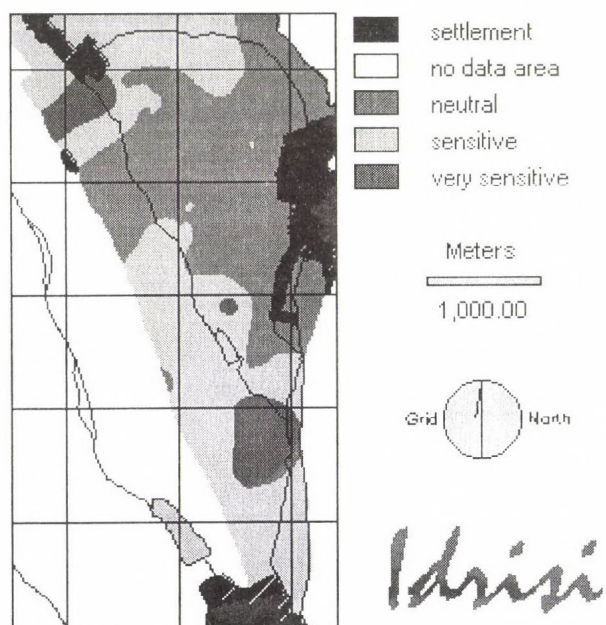 settlement
no data area
neutral
sensitive
very sensitive
Meters
1,000.00
Grid North
Idrisi